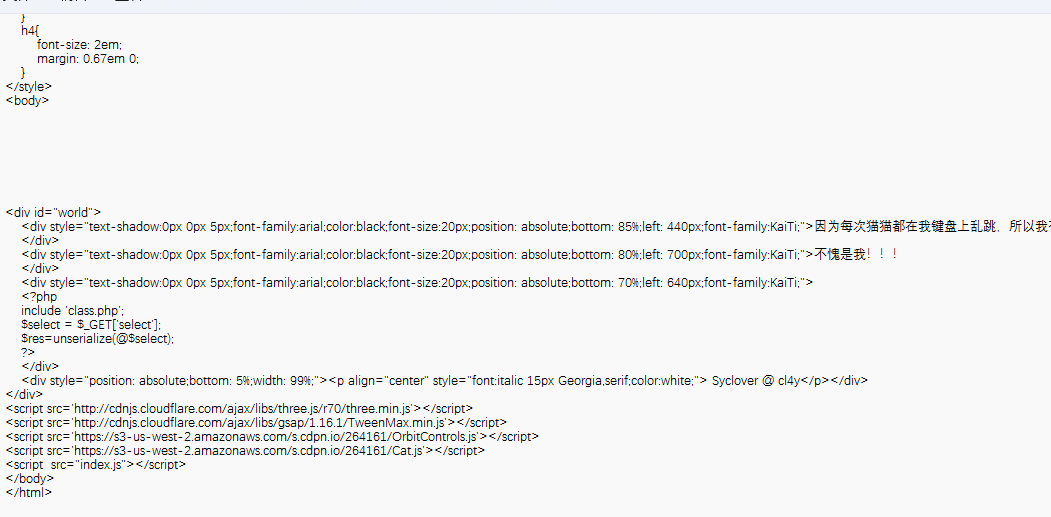 }
h4{
font-size: 2em;
margin: 0.67em 0;
}
</style>
<body>
<div id="world">
<div style="text-shadow:0px 0px 5px;font-family:arial;color:black;font-size:20px;position: absolute;bottom: 85%;left: 440px;font-family:KaiTi;">因为每次猫猫都在我键盘上乱跳，所以我
</div>
<div style="text-shadow:0px 0px 5px;font-family:arial;color:black;font-size:20px;position: absolute;bottom: 80%;left: 700px;font-family:KaiTi;">不愧是我！！！
</div>
<div style="text-shadow:0px 0px 5px;font-family:arial;color:black;font-size:20px;position: absolute;bottom: 70%;left: 640px;font-family:KaiTi;">
<?php
include 'class.php';
$select = $_GET['select'];
$res=unserialize(@$select);
?>
</div>
<div style="position: absolute;bottom: 5%;width: 99%;"><p align="center" style="font:italic 15px Georgia,serif;color:white;"> Syclover @ cl4y</p></div>
</div>
<script src='http://cdnjs.cloudflare.com/ajax/libs/three.js/r70/three.min.js'></script>
<script src='http://cdnjs.cloudflare.com/ajax/libs/gsap/1.16.1/TweenMax.min.js'></script>
<script src='https://s3-us-west-2.amazonaws.com/s.cdpn.io/264161/OrbitControls.js'></script>
<script src='https://s3-us-west-2.amazonaws.com/s.cdpn.io/264161/Cat.js'></script>
<script  src="index.js"></script>
</body>
</html>